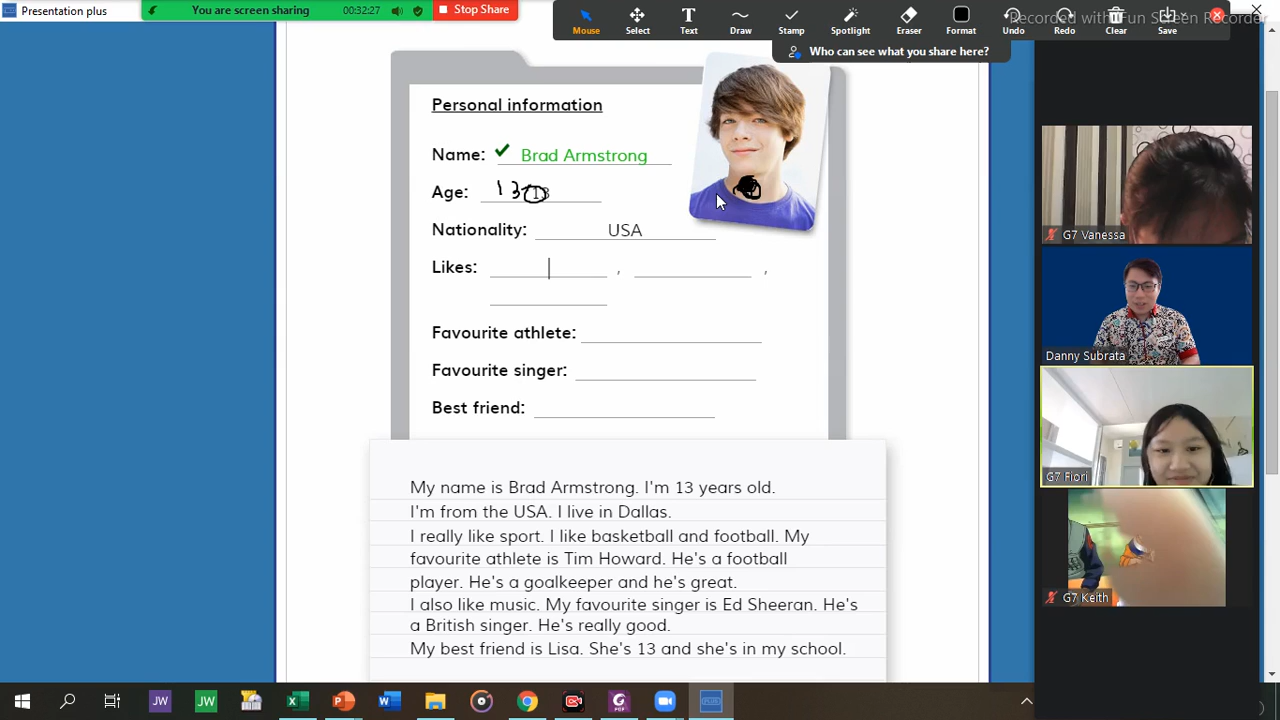 Presentation plus
You are screen sharing
00:32:27
Stop Share
Mouse
Select
Text
Draw
Stamp
Spotlight
Eraser
Format
Undo
Redo
Clear
Save
Recorded with Fun Screen Recorder
Who can see what you share here?
Personal information
Name: Brad Armstrong
Age: 13 13
Nationality: USA
Likes: , ,
Favourite athlete:
Favourite singer:
Best friend:
My name is Brad Armstrong. I'm 13 years old.
I'm from the USA. I live in Dallas.
I really like sport. I like basketball and football. My
favourite athlete is Tim Howard. He's a football
player. He's a goalkeeper and he's great.
I also like music. My favourite singer is Ed Sheeran. He's
a British singer. He's really good.
My best friend is Lisa. She's 13 and she's in my school.
G7 Vanessa
Danny Subrata
G7 Fiori
G7 Keith
JW
JW
PDF
PLUS